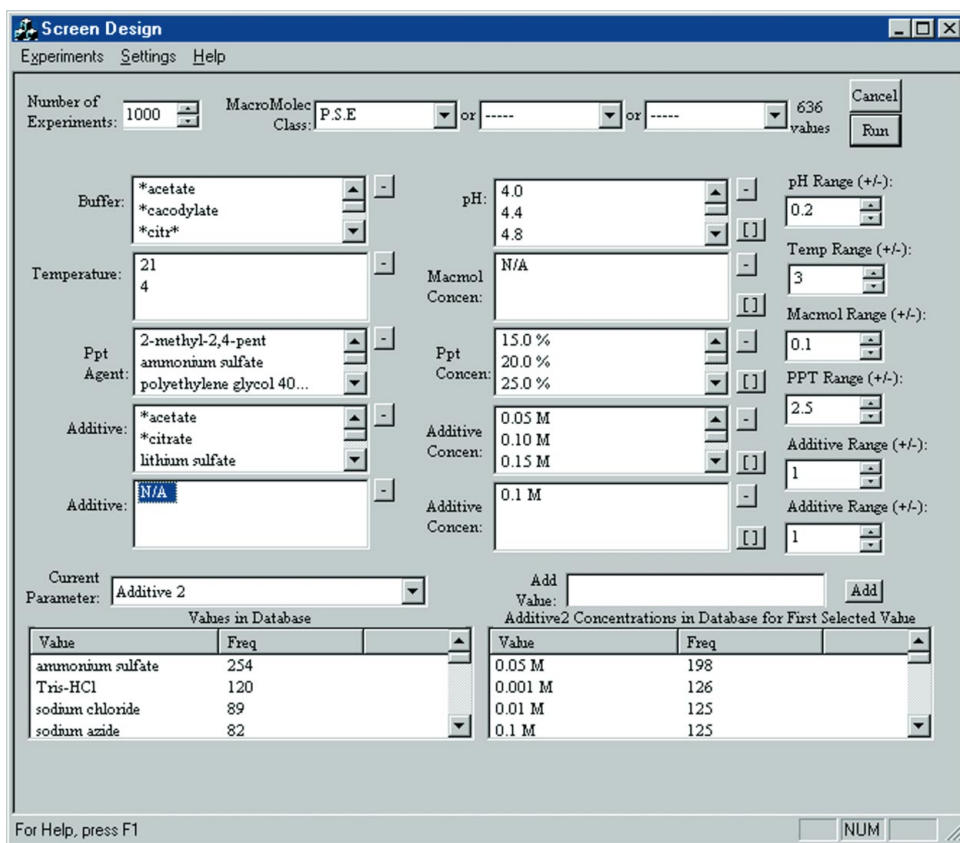 Screen Design
Experiments Settings Help
Number of Experiments: 1000
MacroMolec Class: P.S.E or ----- or ----- 636 values
Cancel
Run
Buffer:
*acetate
*cacodylate
*citr*
-
pH:
4.0
4.4
4.8
-
[]
pH Range (+/-):
0.2
Temperature:
21
4
-
Macmol Concen:
N/A
-
[]
Temp Range (+/-):
3
Macmol Range (+/-):
0.1
Ppt Agent:
2-methyl-2,4-pent
ammonium sulfate
polyethylene glycol 40...
-
Ppt Concen:
15.0 %
20.0 %
25.0 %
-
[]
PPT Range (+/-):
2.5
Additive:
*acetate
*citrate
lithium sulfate
-
Additive Concen:
0.05 M
0.10 M
0.15 M
-
[]
Additive Range (+/-):
1
Additive:
N/A
-
Additive Concen:
0.1 M
-
[]
Additive Range (+/-):
1
Current Parameter: Additive 2
Add Value:
Add
Values in Database
Value Freq
ammonium sulfate 254
Tris-HCl 120
sodium chloride 89
sodium azide 82
Additive2 Concentrations in Database for First Selected Value
Value Freq
0.05 M 198
0.001 M 126
0.01 M 125
0.1 M 125
For Help, press F1
NUM